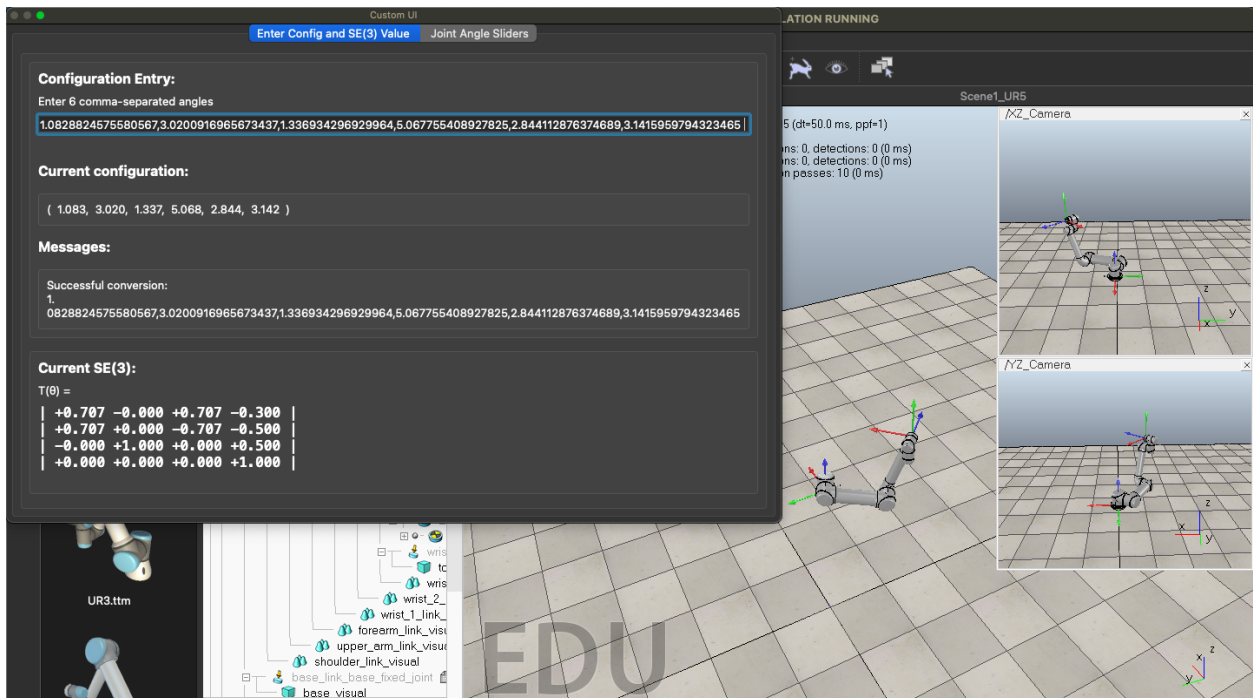 Custom UI
Enter Config and SE(3) Value Joint Angle Sliders
Configuration Entry:
Enter 6 comma-separated angles
1.0828824575580567,3.0200916965673437,1.336934296929964,5.067755408927825,2.844112876374689,3.1415959794323465
Current configuration:
( 1.083, 3.020, 1.337, 5.068, 2.844, 3.142 )
Messages:
Successful conversion:
1.
0828824575580567,3.0200916965673437,1.336934296929964,5.067755408927825,2.844112876374689,3.1415959794323465
Current SE(3):
T(θ) =
| +0.707 −0.000 +0.707 −0.300 |
| +0.707 +0.000 −0.707 −0.500 |
| −0.000 +1.000 +0.000 +0.500 |
| +0.000 +0.000 +0.000 +1.000 |
LATION RUNNING
Scene1_UR5
5 (dt=50.0 ms, ppf=1)
ons: 0, detections: 0 (0 ms)
ons: 0, detections: 0 (0 ms)
n passes: 10 (0 ms)
/XZ_Camera
z
y
x
/YZ_Camera
z
x
y
UR3.ttm
wris
to
wris
wrist_2_
wrist_1_link_
forearm_link_visu
upper_arm_link_visu
shoulder_link_visual
base_link_base_fixed_joint
base_visual
EDU
z
x
y